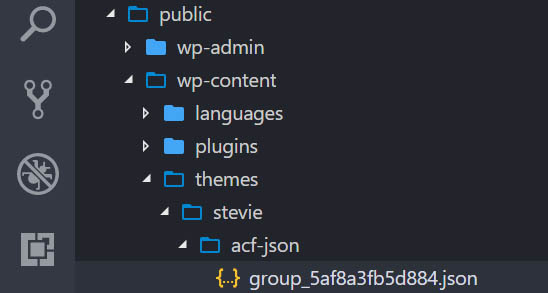 public
wp-admin
wp-content
languages
plugins
themes
stevie
acf-json
{..} group_5af8a3fb5d884.json